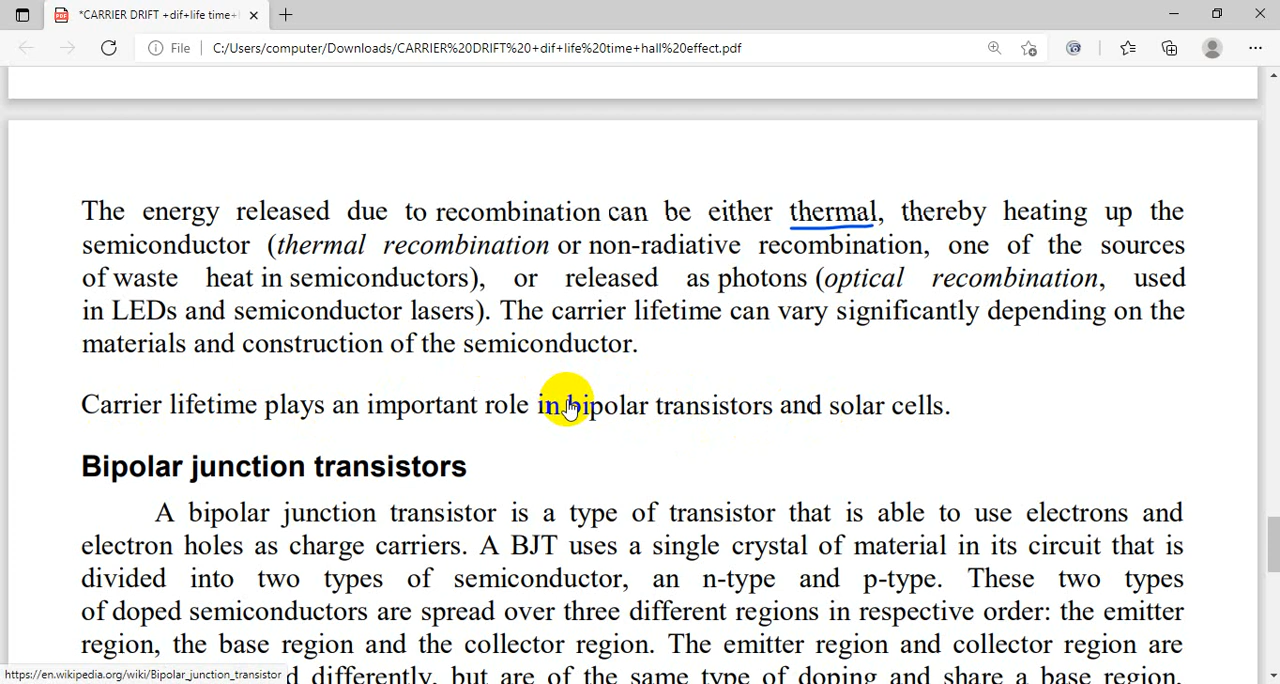 *CARRIER DRIFT +dif+life time+
File
C:/Users/computer/Downloads/CARRIER%20DRIFT%20+dif+life%20time+hall%20effect.pdf
The energy released due to recombination can be either thermal, thereby heating up the
semiconductor (thermal recombination or non-radiative recombination, one of the sources
of waste heat in semiconductors), or released as photons (optical recombination, used
in LEDs and semiconductor lasers). The carrier lifetime can vary significantly depending on the
materials and construction of the semiconductor.
Carrier lifetime plays an important role in bipolar transistors and solar cells.
Bipolar junction transistors
A bipolar junction transistor is a type of transistor that is able to use electrons and
electron holes as charge carriers. A BJT uses a single crystal of material in its circuit that is
divided into two types of semiconductor, an n-type and p-type. These two types
of doped semiconductors are spread over three different regions in respective order: the emitter
region, the base region and the collector region. The emitter region and collector region are
differently, but are of the same type of doping and share a base region,
https://en.wikipedia.org/wiki/Bipolar_junction_transistor